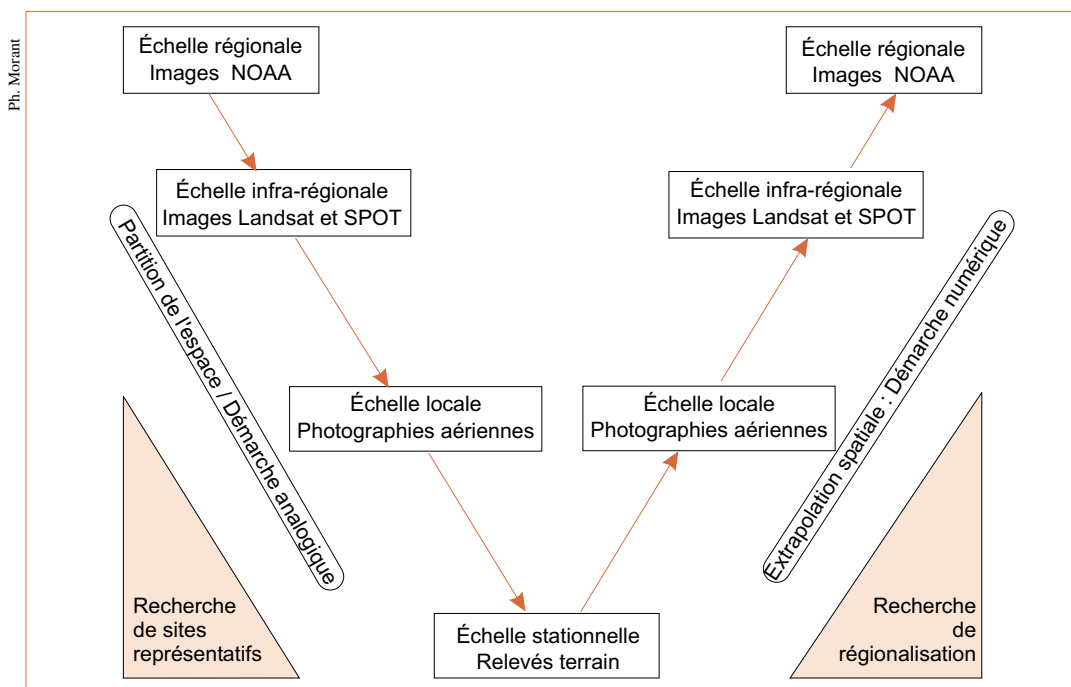 Ph. Morant
Échelle régionale
Images NOAA
Échelle régionale
Images NOAA
Échelle infra-régionale
Images Landsat et SPOT
Échelle infra-régionale
Images Landsat et SPOT
Partition de l'espace / Démarche analogique
Extrapolation spatiale : Démarche numérique
Échelle locale
Photographies aériennes
Échelle locale
Photographies aériennes
Recherche
de sites
représentatifs
Échelle stationnelle
Relevés terrain
Recherche
de
régionalisation